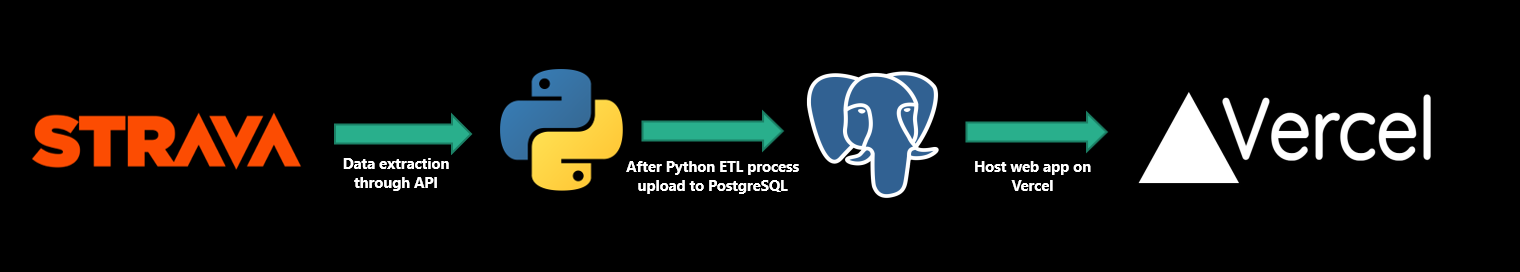 STRAVA
Data extraction
through API
After Python ETL process
upload to PostgreSQL
Host web app on
Vercel
Vercel